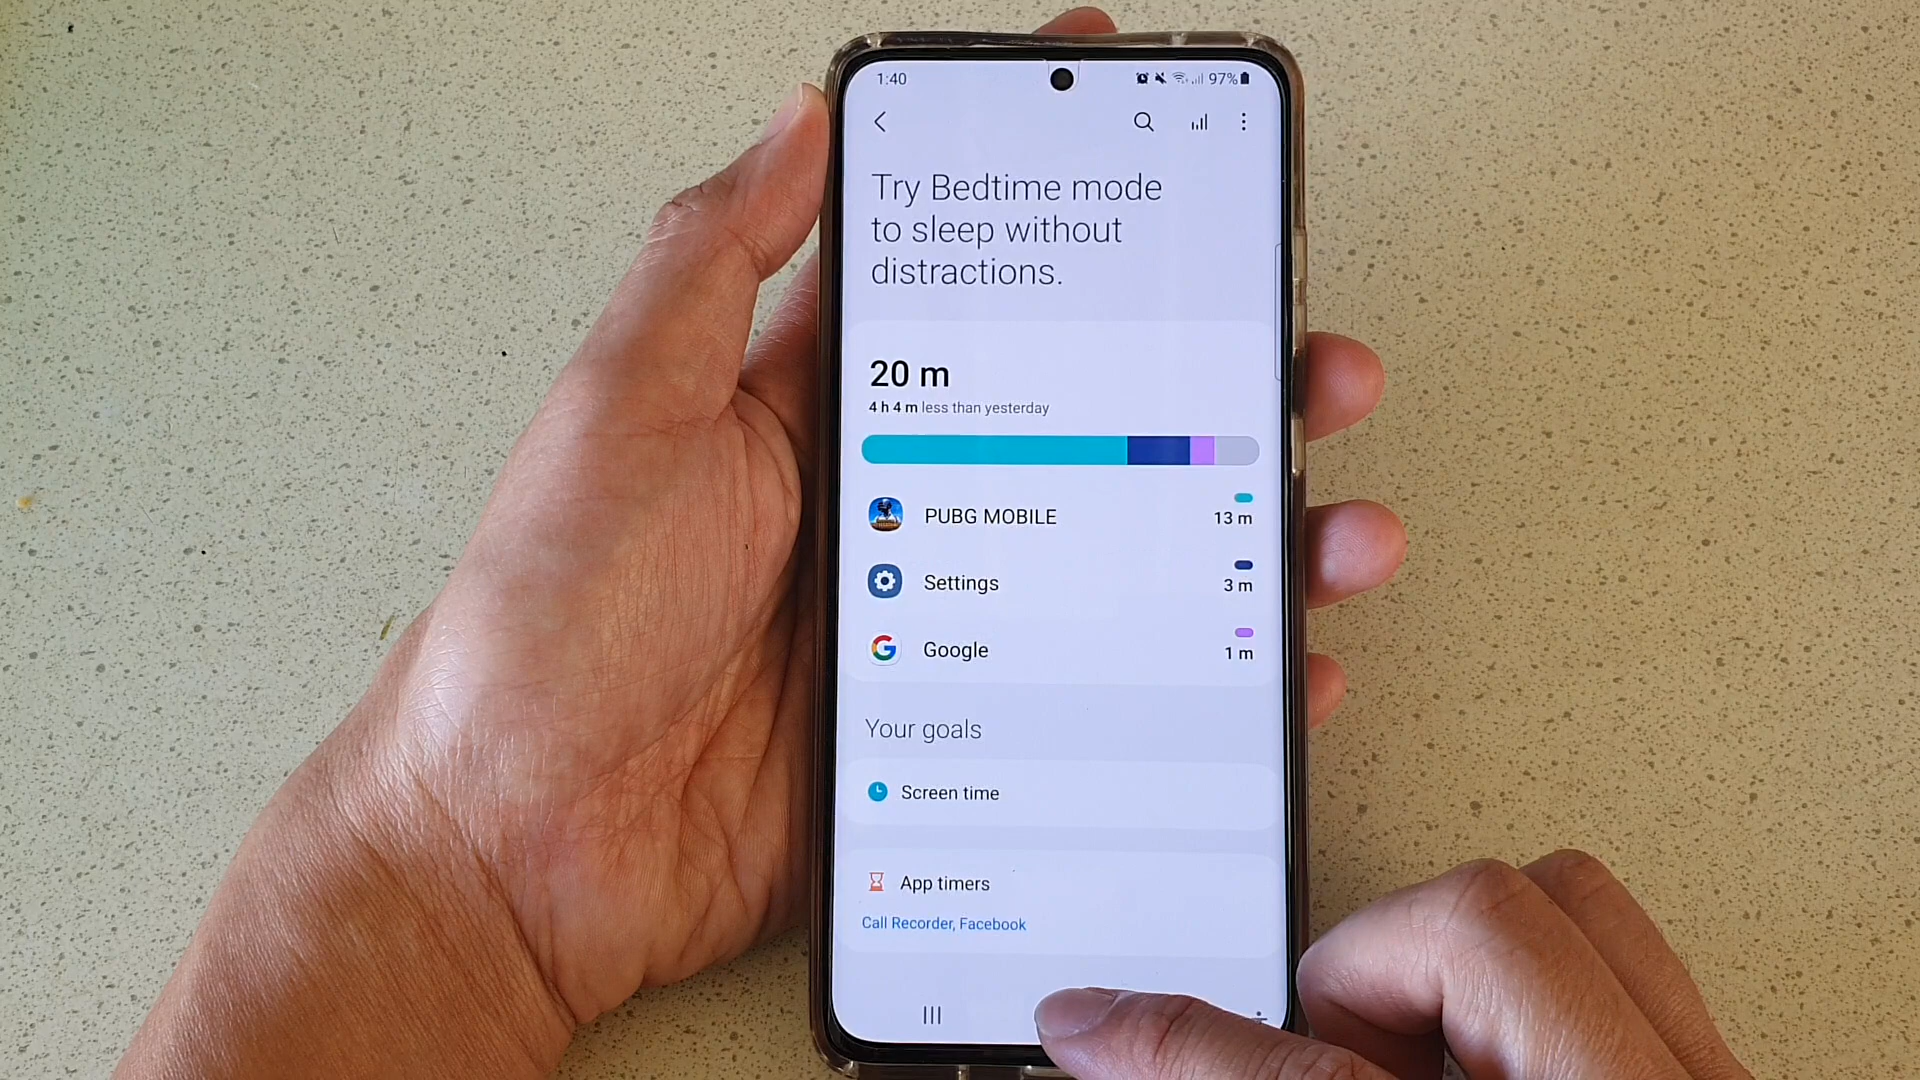 1:40
97%
Try Bedtime mode
to sleep without
distractions.
20 m
4 h 4 m less than yesterday
PUBG MOBILE
13 m
Settings
3 m
Google
1 m
Your goals
Screen time
App timers
Call Recorder, Facebook